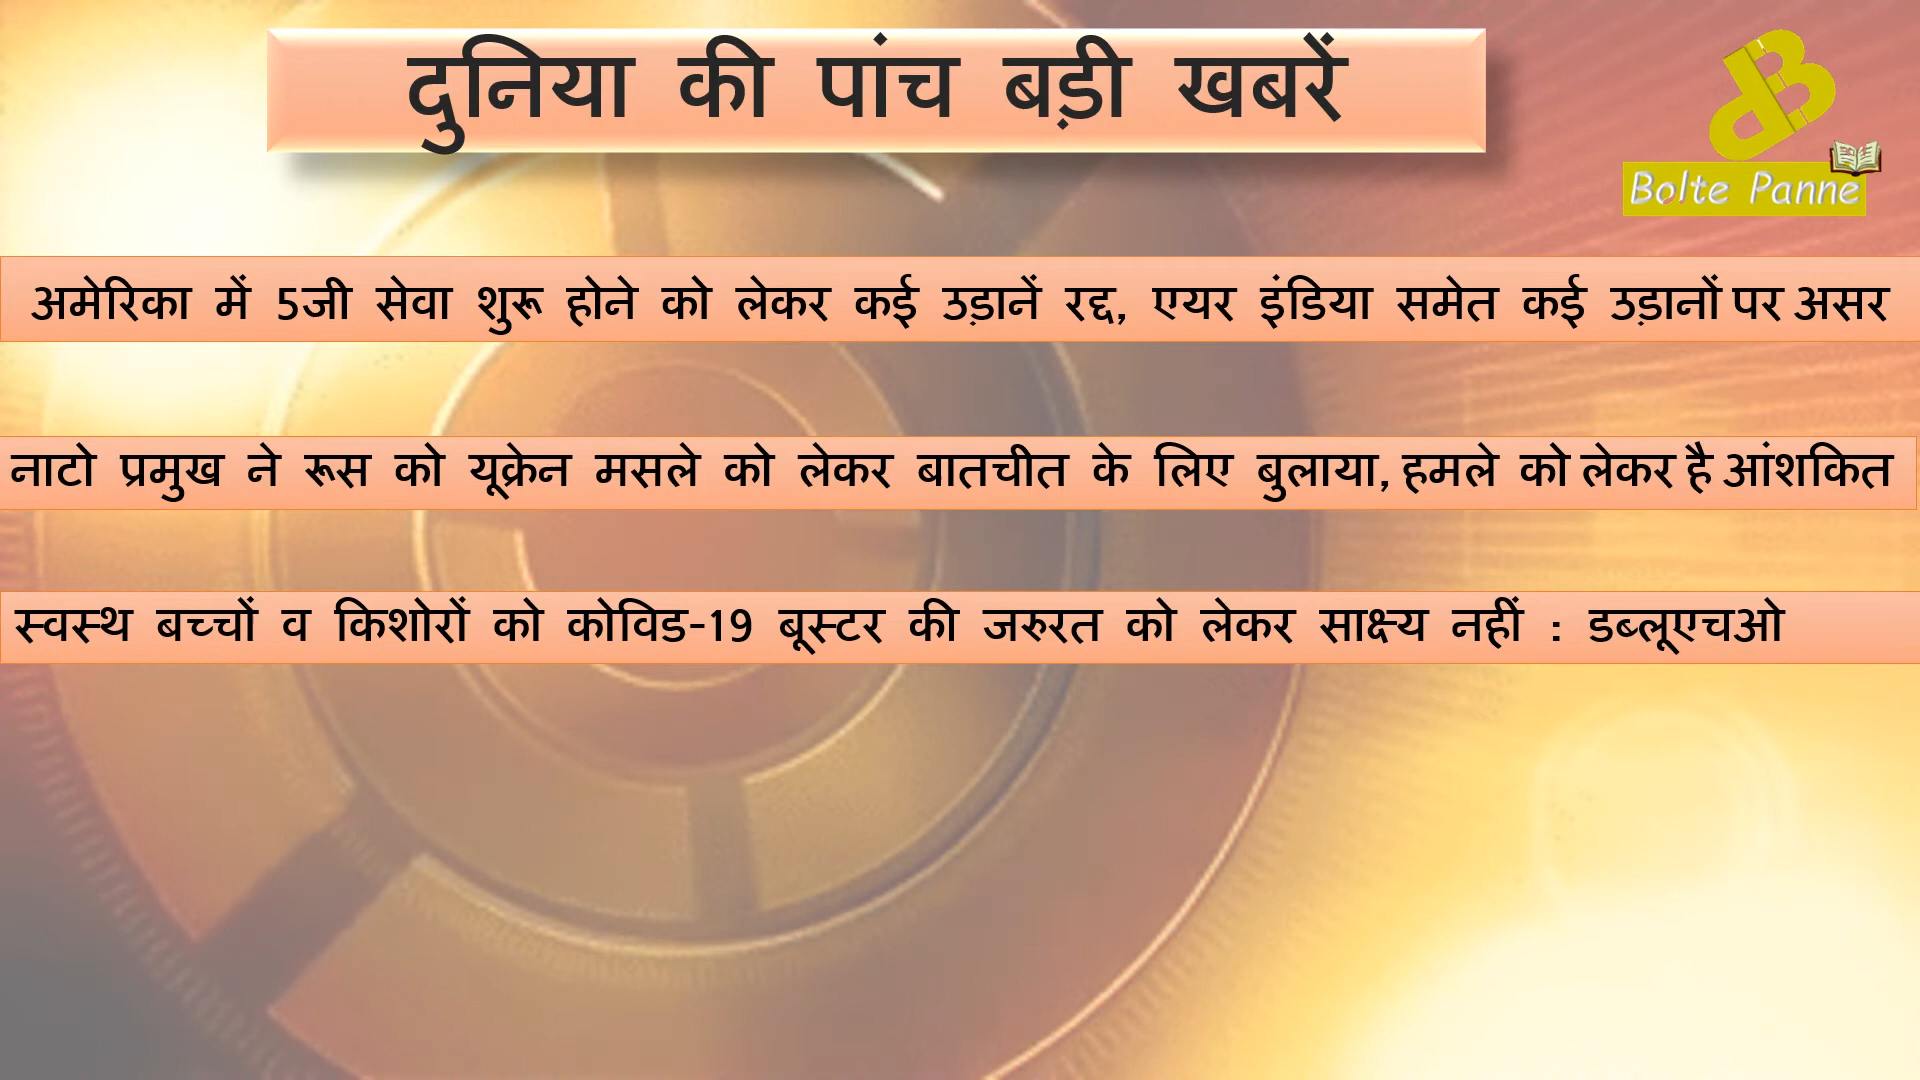 दुनिया की पांच बड़ी खबरें
Bolte Panne
अमेरिका में 5जी सेवा शुरू होने को लेकर कई उड़ानें रद्द, एयर इंडिया समेत कई उड़ानों पर असर
नाटो प्रमुख ने रूस को यूक्रेन मसले को लेकर बातचीत के लिए बुलाया, हमले को लेकर है आंशकित
स्वस्थ बच्चों व किशोरों को कोविड-19 बूस्टर की जरुरत को लेकर साक्ष्य नहीं : डब्लूएचओ